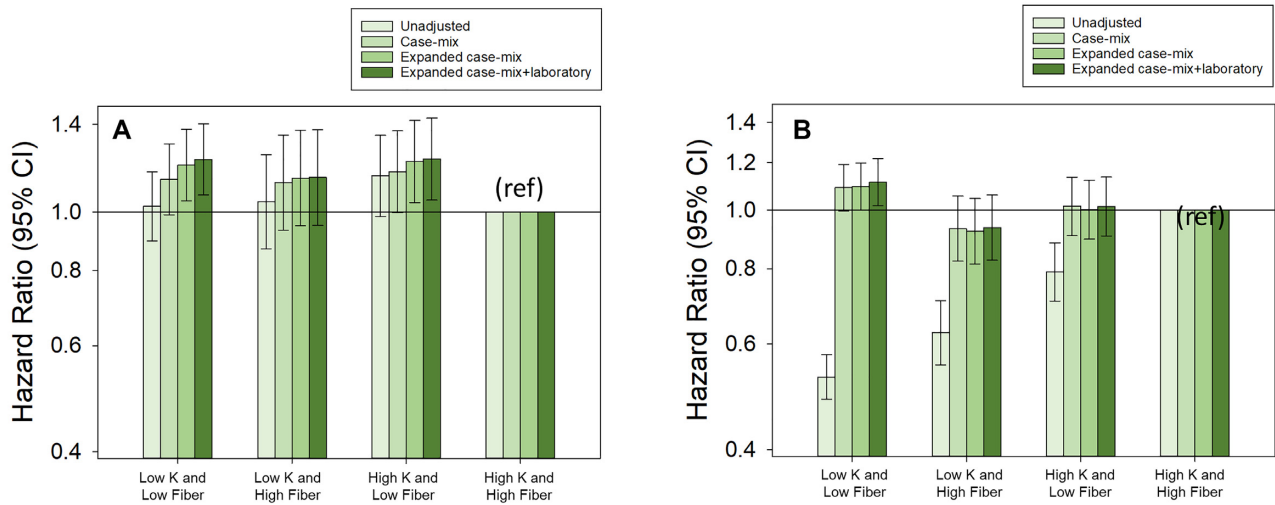 Unadjusted
Case-mix
Expanded case-mix
Expanded case-mix+laboratory
A
Hazard Ratio (95% CI)
1.4
1.0
0.8
0.6
0.4
(ref)
Low K and
Low Fiber
Low K and
High Fiber
High K and
Low Fiber
High K and
High Fiber
Unadjusted
Case-mix
Expanded case-mix
Expanded case-mix+laboratory
B
Hazard Ratio (95% CI)
1.4
1.2
1.0
0.8
0.6
0.4
(ref)
Low K and
Low Fiber
Low K and
High Fiber
High K and
Low Fiber
High K and
High Fiber